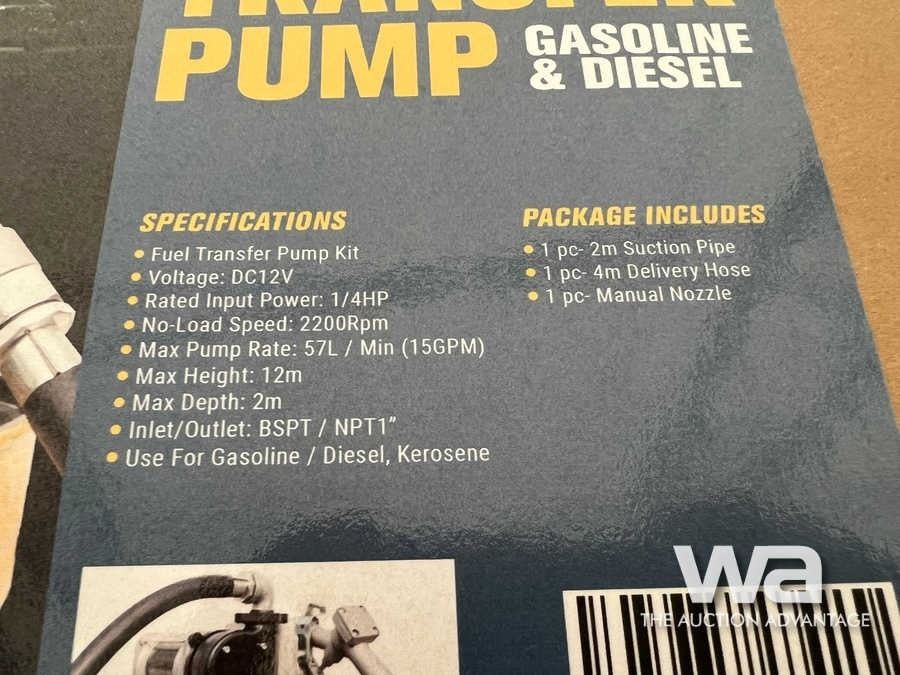 TRANSFER
PUMP
GASOLINE
& DIESEL
SPECIFICATIONS
• Fuel Transfer Pump Kit
• Voltage: DC12V
• Rated Input Power: 1/4HP
• No-Load Speed: 2200Rpm
• Max Pump Rate: 57L / Min (15GPM)
• Max Height: 12m
• Max Depth: 2m
• Inlet/Outlet: BSPT / NPT1”
• Use For Gasoline / Diesel, Kerosene
PACKAGE INCLUDES
• 1 pc- 2m Suction Pipe
• 1 pc- 4m Delivery Hose
• 1 pc- Manual Nozzle
wa
THE AUCTION ADVANTAGE